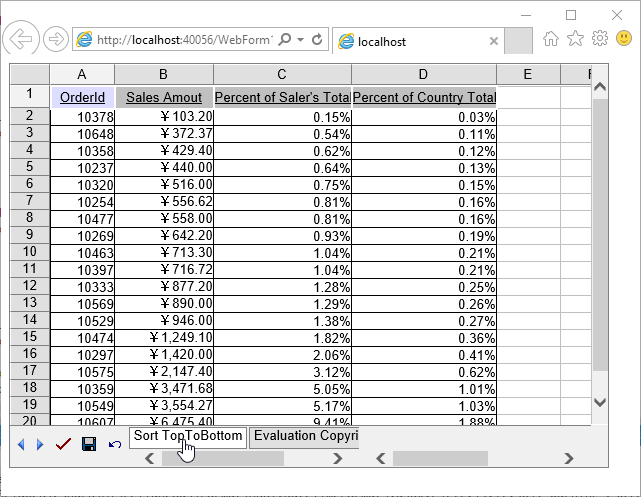 http://localhost:40056/WebForm1
localhost
A B C D E F
1 OrderId Sales Amout Percent of Saler's Total Percent of Country Total
2 10378 ¥103.20 0.15% 0.03%
3 10648 ¥372.37 0.54% 0.11%
4 10358 ¥429.40 0.62% 0.12%
5 10237 ¥440.00 0.64% 0.13%
6 10320 ¥516.00 0.75% 0.15%
7 10254 ¥556.62 0.81% 0.16%
8 10477 ¥558.00 0.81% 0.16%
9 10269 ¥642.20 0.93% 0.19%
10 10463 ¥713.30 1.04% 0.21%
11 10397 ¥716.72 1.04% 0.21%
12 10333 ¥877.20 1.28% 0.25%
13 10569 ¥890.00 1.29% 0.26%
14 10529 ¥946.00 1.38% 0.27%
15 10474 ¥1,249.10 1.82% 0.36%
16 10297 ¥1,420.00 2.06% 0.41%
17 10575 ¥2,147.40 3.12% 0.62%
18 10359 ¥3,471.68 5.05% 1.01%
19 10549 ¥3,554.27 5.17% 1.03%
20 10607 ¥6,475.40 9.41% 1.88%
Sort TopToBottom Evaluation Copyri